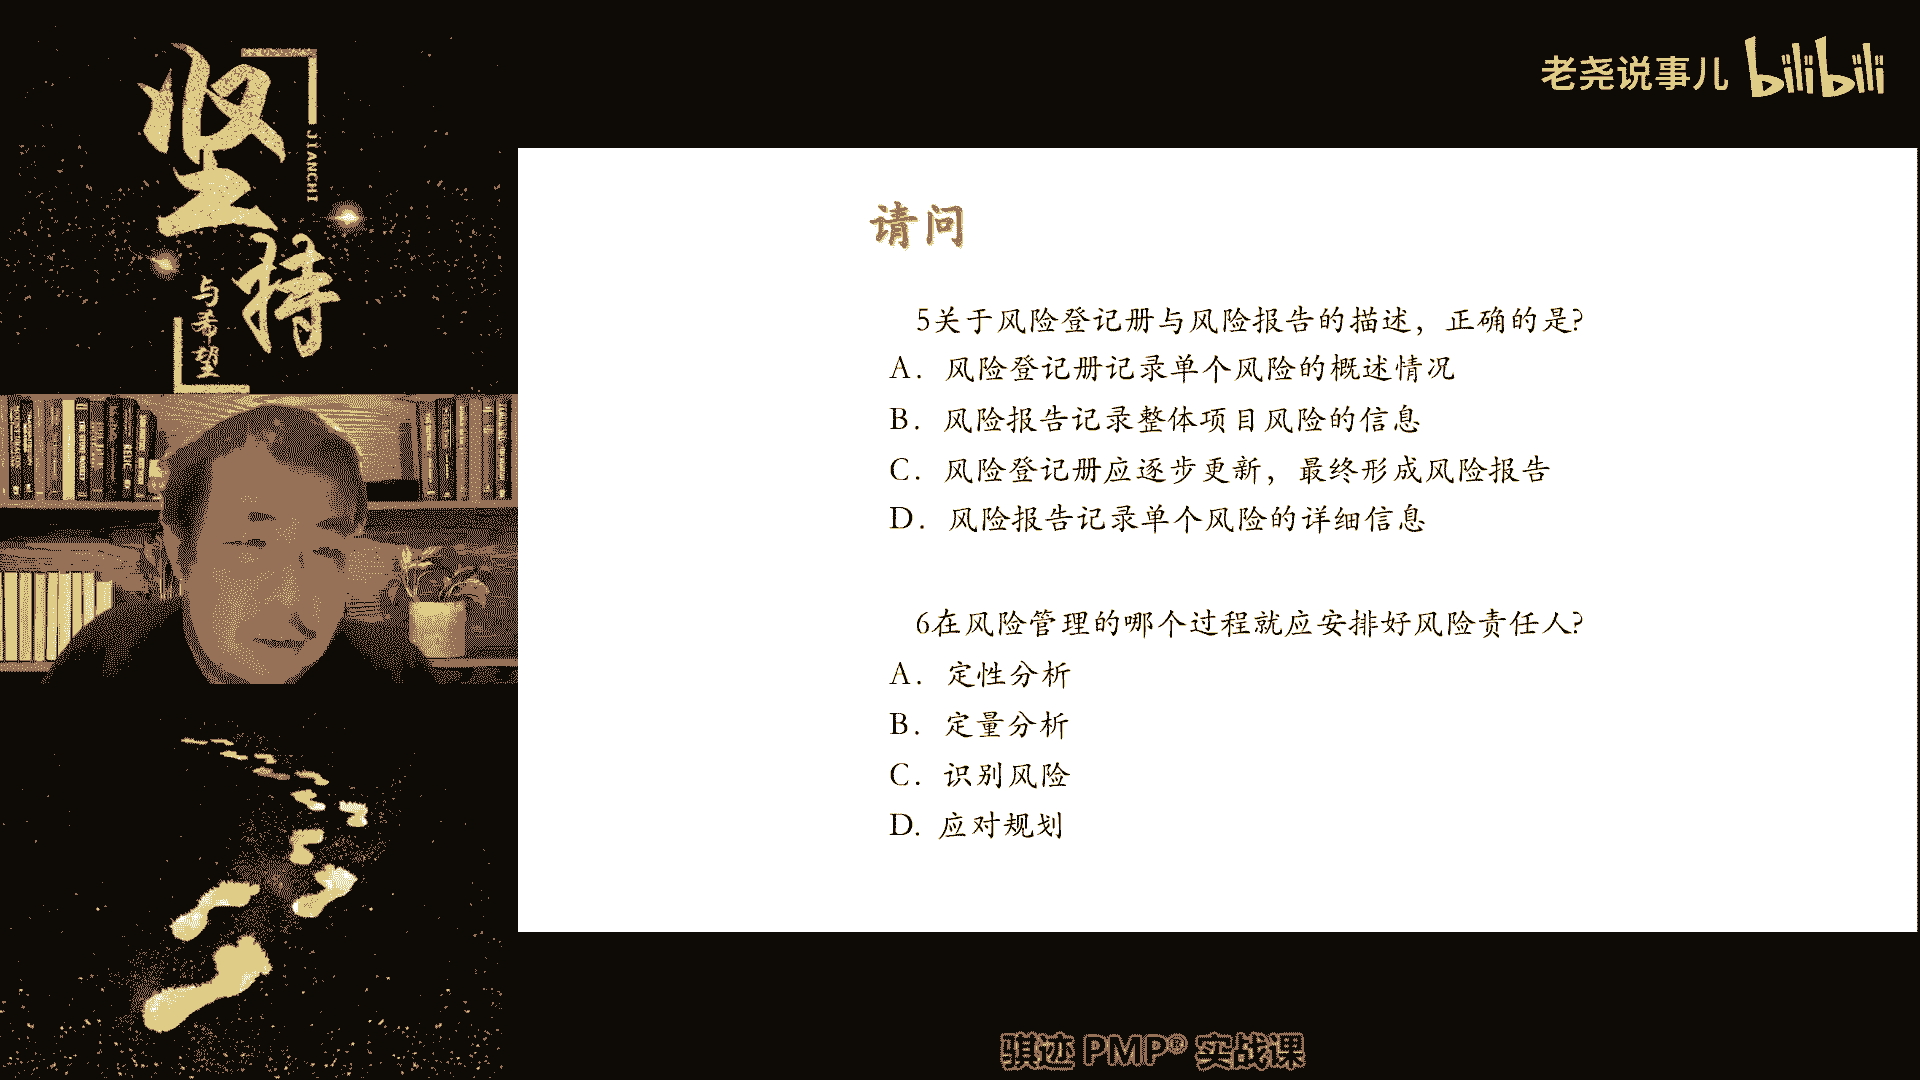 坚持
JIANCHI
与希望
老尧说事儿 bilibili
请问
5关于风险登记册与风险报告的描述，正确的是?
A. 风险登记册记录单个风险的概述情况
B. 风险报告记录整体项目风险的信息
C. 风险登记册应逐步更新，最终形成风险报告
D. 风险报告记录单个风险的详细信息
6在风险管理的哪个过程就应安排好风险责任人?
A. 定性分析
B. 定量分析
C. 识别风险
D. 应对规划
骐迹 PMP® 实战课